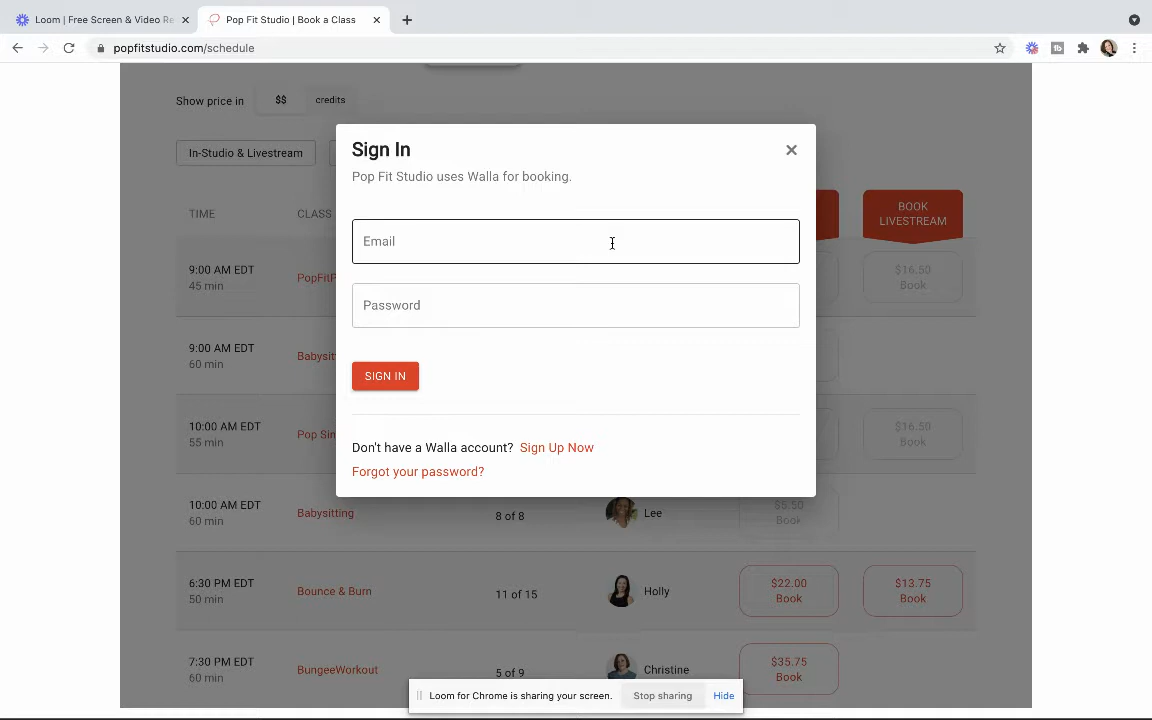 Loom | Free Screen & Video Re
Pop Fit Studio | Book a Class
popfitstudio.com/schedule
Show price in
$$
credits
In-Studio & Livestream
Sign In
Pop Fit Studio uses Walla for booking.
Email
Password
SIGN IN
Don't have a Walla account? Sign Up Now
Forgot your password?
TIME
CLASS
BOOK
LIVESTREAM
9:00 AM EDT
45 min
PopFitP
$16.50
Book
9:00 AM EDT
60 min
Babysitt
10:00 AM EDT
55 min
Pop Sin
$16.50
Book
10:00 AM EDT
60 min
Babysitting
8 of 8
Lee
$5.50
Book
6:30 PM EDT
50 min
Bounce & Burn
11 of 15
Holly
$22.00
Book
$13.75
Book
7:30 PM EDT
60 min
BungeeWorkout
5 of 9
Christine
$35.75
Book
Loom for Chrome is sharing your screen.
Stop sharing
Hide